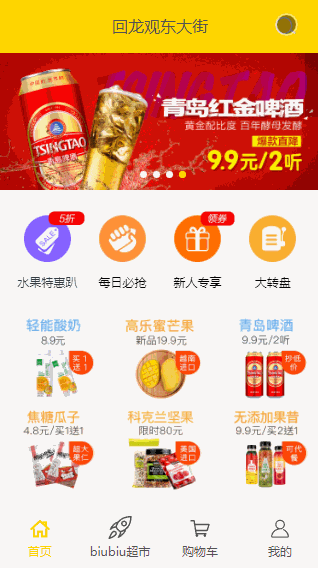 回龙观东大街
TSINGTAO
中国红金
TSINGTAO
青岛红金啤酒
黄金配比度 百年酵母发酵
爆款直降
9.9元/2听
5折
领券
SALE
水果特惠趴
每日必抢
新人专享
大转盘
轻能酸奶
高乐蜜芒果
青岛啤酒
8.9元
新品19.9元
9.9元/2听
买1
送1
越南
进口
抄低
价
焦糖瓜子
科克兰坚果
无添加果昔
4.8元/买1送1
限时80元
9.9元/买2送1
超大
果仁
美国
进口
可代
餐
首页
biubiu超市
购物车
我的